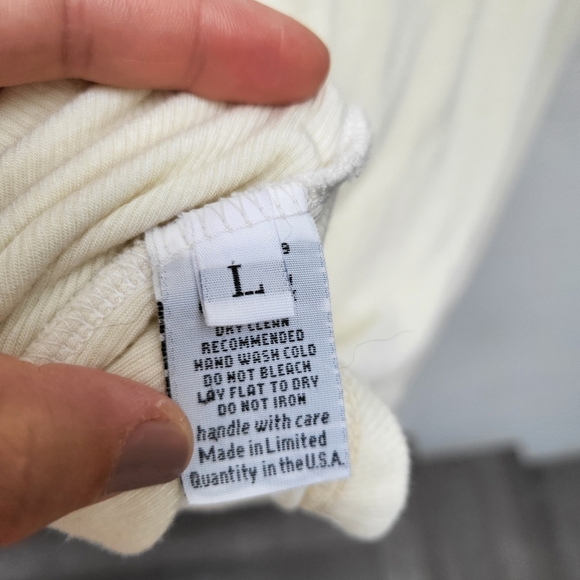 9
L
DRY CLEAN
RECOMMENDED
HAND WASH COLD
DO NOT BLEACH
LAY FLAT TO DRY
DO NOT IRON
handle with care
Made in Limited
Quantity in the U.S.A.